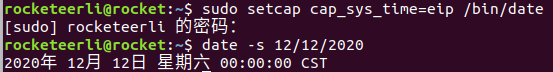 rocketeerli@rocket:~$ sudo setcap cap_sys_time=eip /bin/date
[sudo] rocketeerli 的密码：
rocketeerli@rocket:~$ date -s 12/12/2020
2020年 12月 12日 星期六 00:00:00 CST